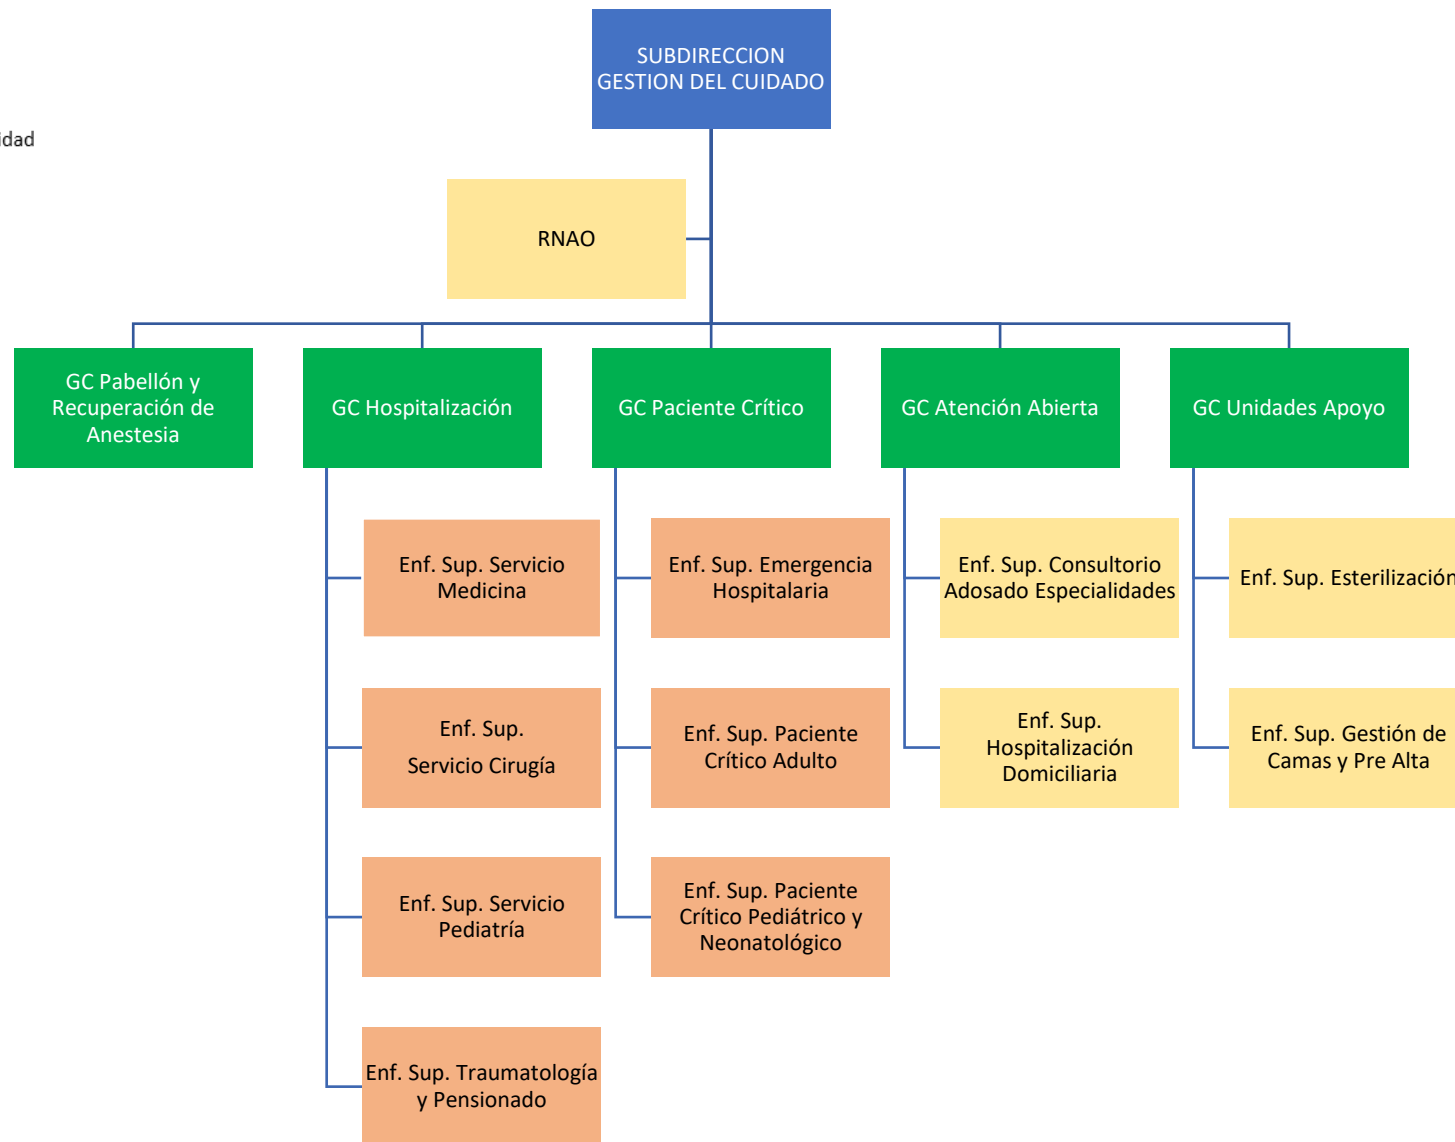 SUBDIRECCION
GESTION DEL CUIDADO
RNAO
GC Pabellón y
Recuperación de
Anestesia
GC Hospitalización
GC Paciente Crítico
GC Atención Abierta
GC Unidades Apoyo
Enf. Sup. Servicio
Medicina
Enf. Sup. Emergencia
Hospitalaria
Enf. Sup. Consultorio
Adosado Especialidades
Enf. Sup. Esterilización
Enf. Sup.
Servicio Cirugía
Enf. Sup. Paciente
Crítico Adulto
Enf. Sup.
Hospitalización
Domiciliaria
Enf. Sup. Gestión de
Camas y Pre Alta
Enf. Sup. Servicio
Pediatría
Enf. Sup. Paciente
Crítico Pediátrico y
Neonatológico
Enf. Sup. Traumatología
y Pensionado